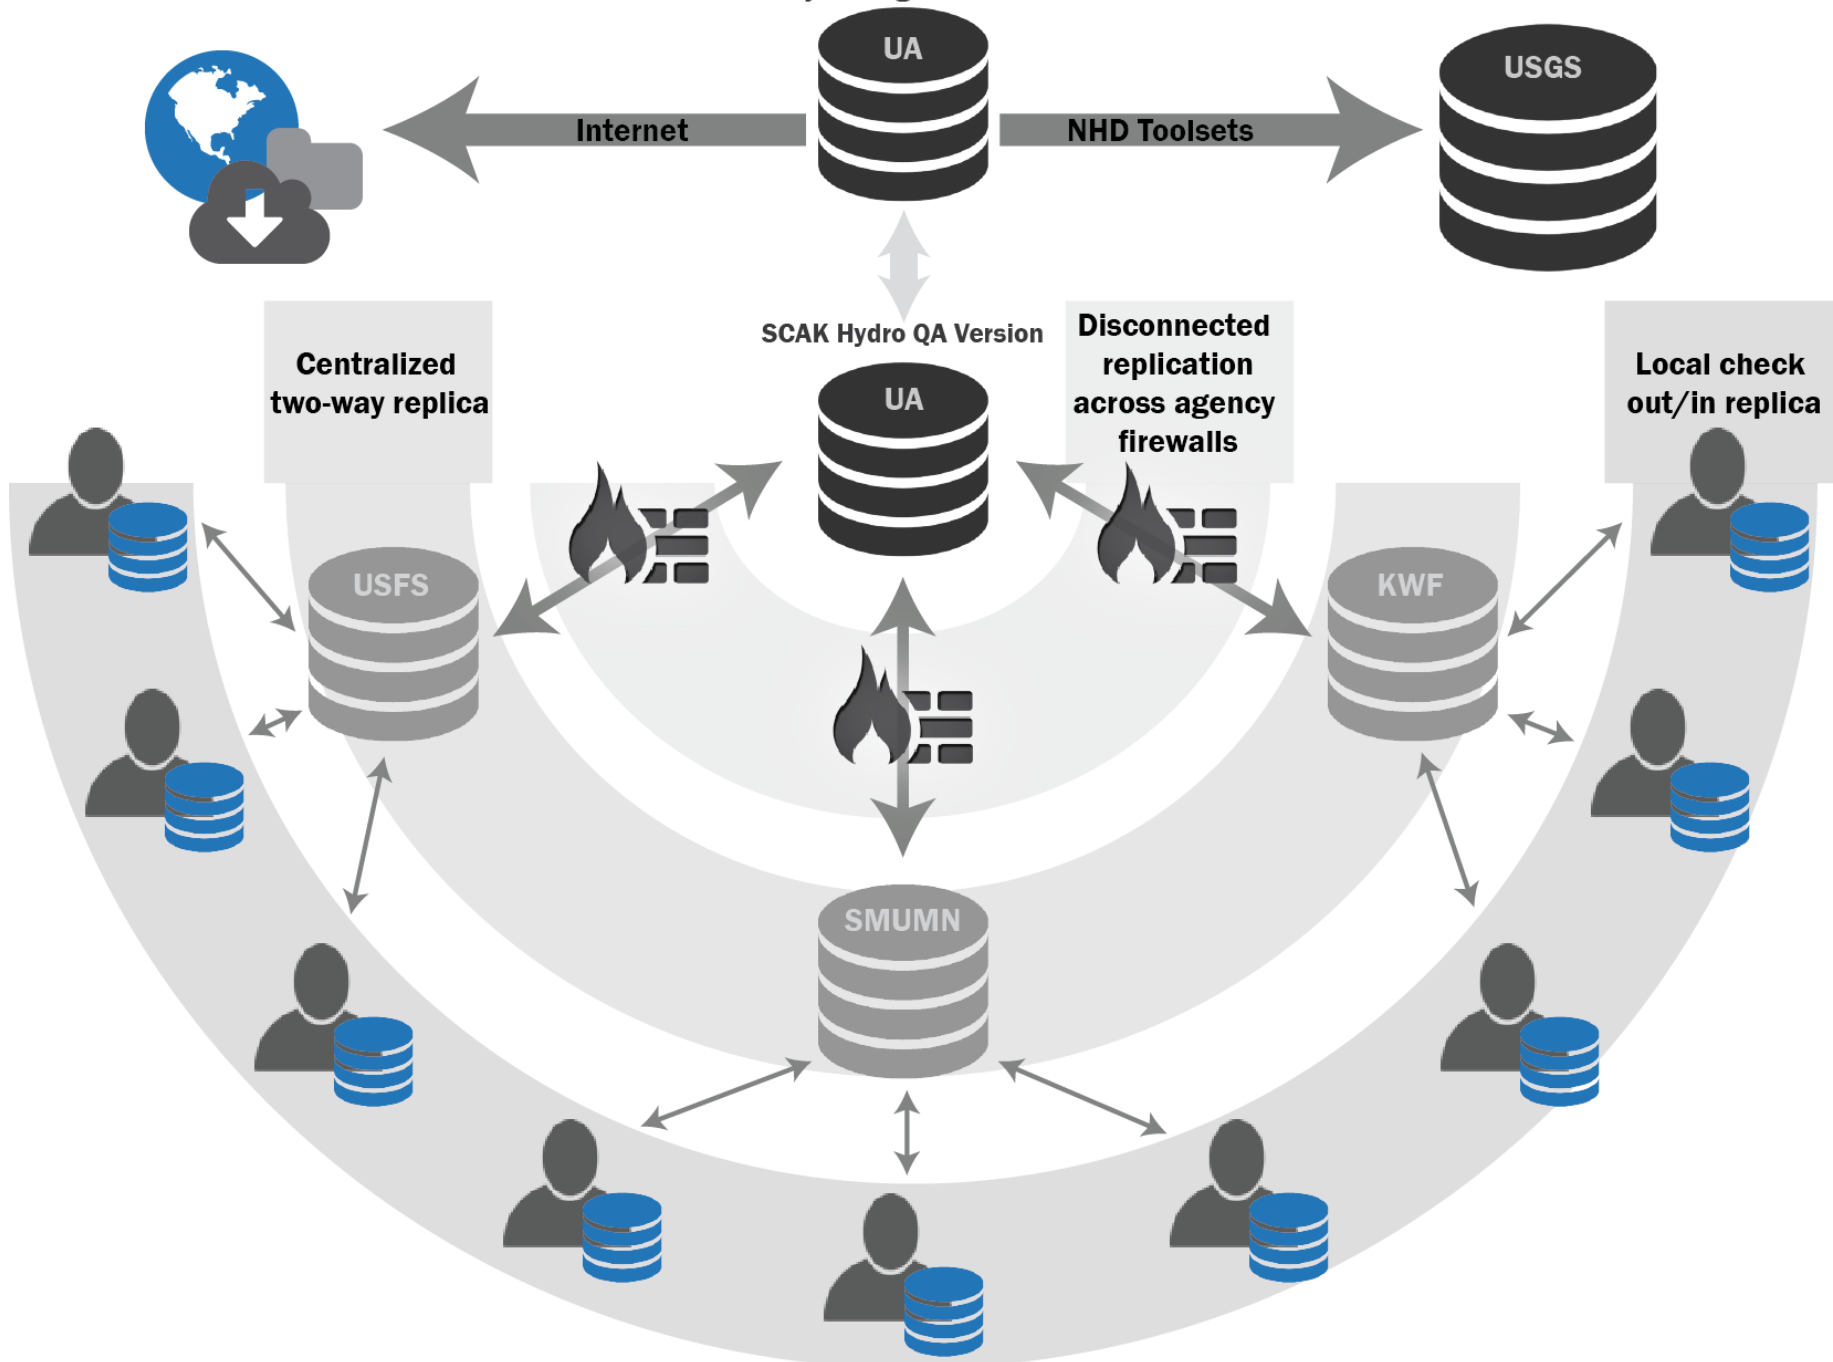 UA
USGS
Internet
NHD Toolsets
SCAK Hydro QA Version
UA
Centralized
two-way replica
Disconnected
replication
across agency
firewalls
Local check
out/in replica
USFS
KWF
SMUMN